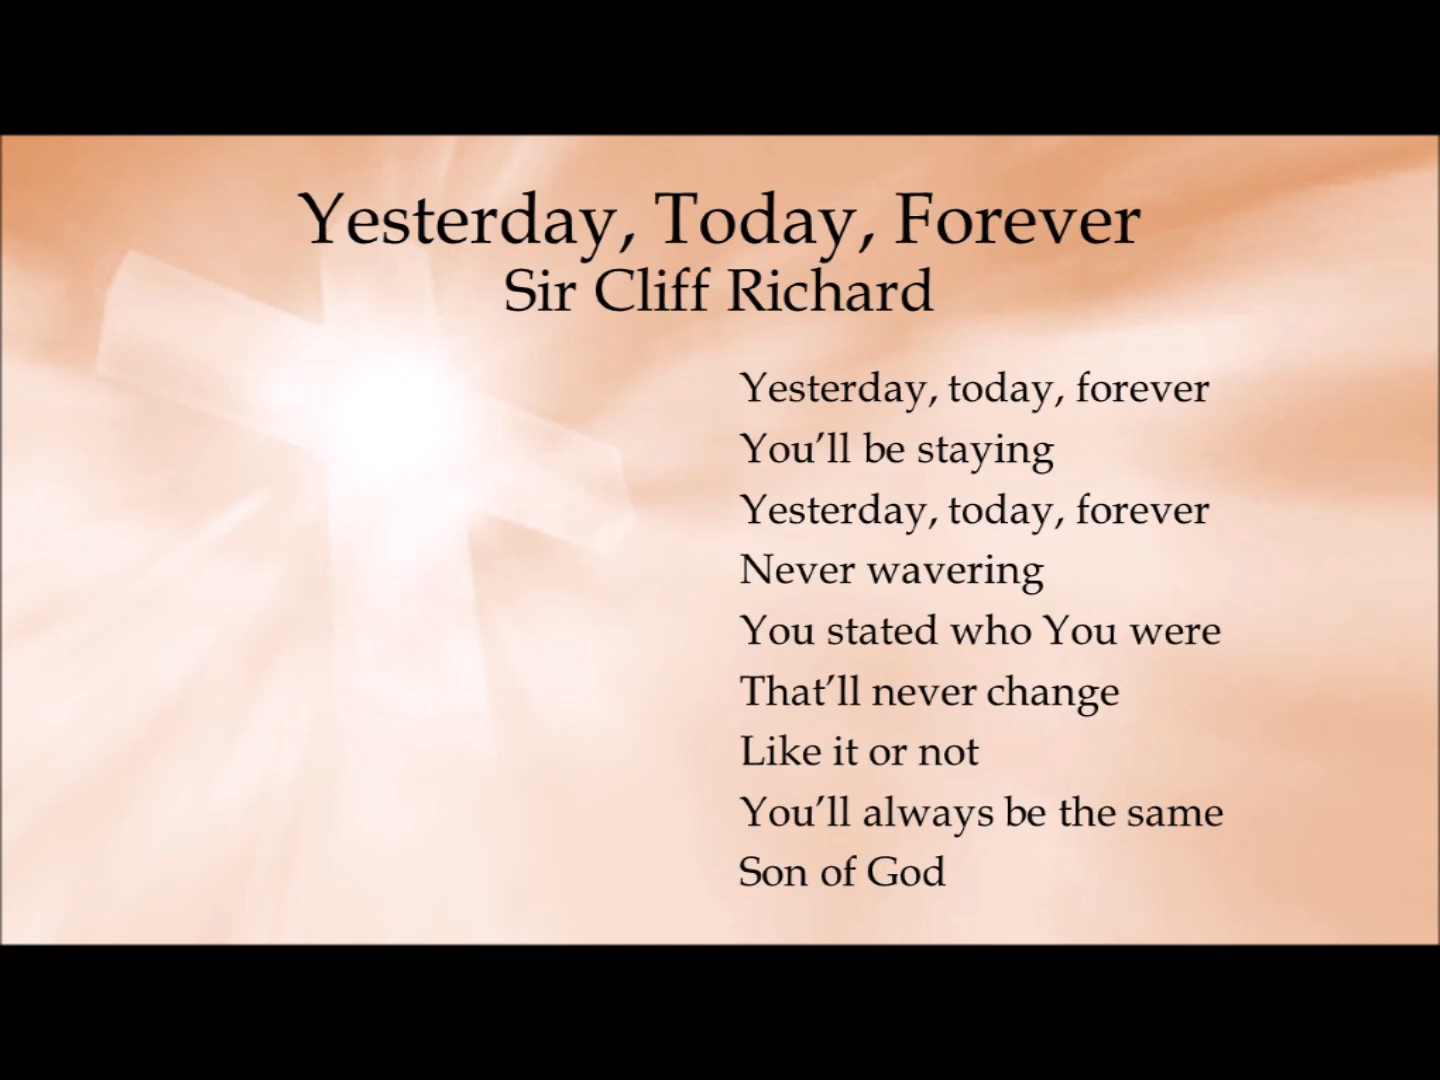 Yesterday, Today, Forever
Sir Cliff Richard
Yesterday, today, forever
You’ll be staying
Yesterday, today, forever
Never wavering
You stated who You were
That’ll never change
Like it or not
You’ll always be the same
Son of God